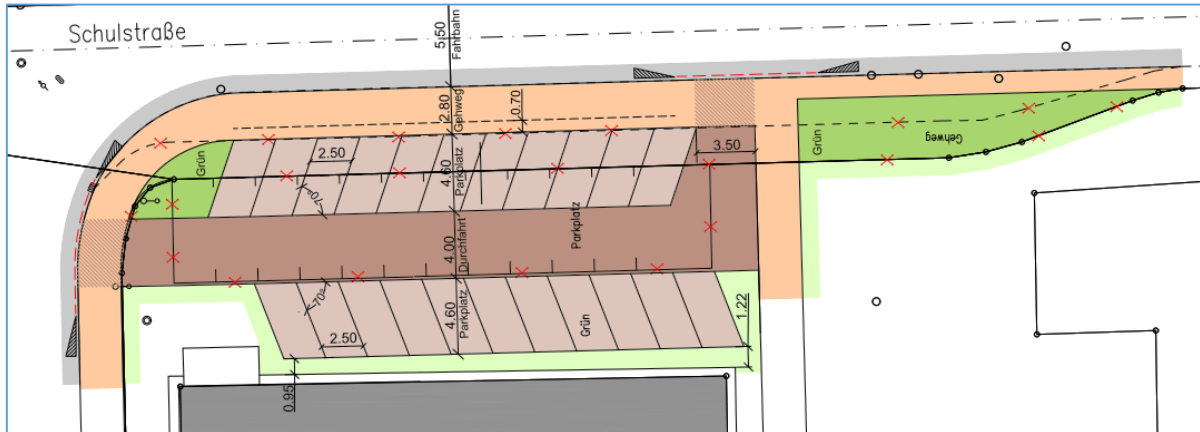 Schulstraße
5.50
Fahrbahn
2.80
Gehweg
0.70
Grün
2.50
4.60
Parkplatz
3.50
Grün
Gehweg
70°
4.00
Durchfahrt
Parkplatz
70°
2.50
4.60
Parkplatz
Grün
1.22
0.95